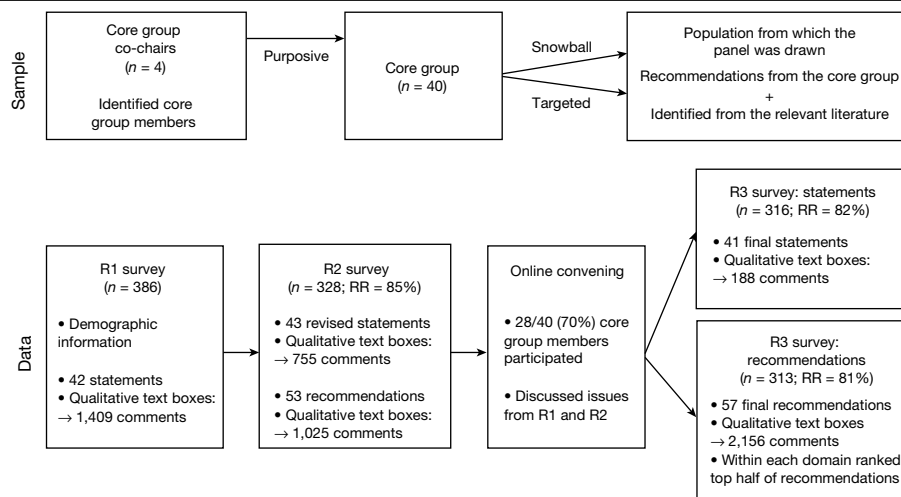 Sample
Core group
co-chairs
(n = 4)
Identified core
group members
Purposive
Core group
(n = 40)
Snowball
Targeted
Population from which the
panel was drawn
Recommendations from the core group
+
Identified from the relevant literature
Data
R1 survey
(n = 386)
• Demographic
information
• 42 statements
• Qualitative text boxes:
→ 1,409 comments
R2 survey
(n = 328; RR = 85%)
• 43 revised statements
• Qualitative text boxes:
→ 755 comments
• 53 recommendations
• Qualitative text boxes:
→ 1,025 comments
Online convening
• 28/40 (70%) core
group members
participated
• Discussed issues
from R1 and R2
R3 survey: statements
(n = 316; RR = 82%)
• 41 final statements
• Qualitative text boxes:
→ 188 comments
R3 survey:
recommendations
(n = 313; RR = 81%)
• 57 final recommendations
• Qualitative text boxes
→ 2,156 comments
• Within each domain ranked
top half of recommendations